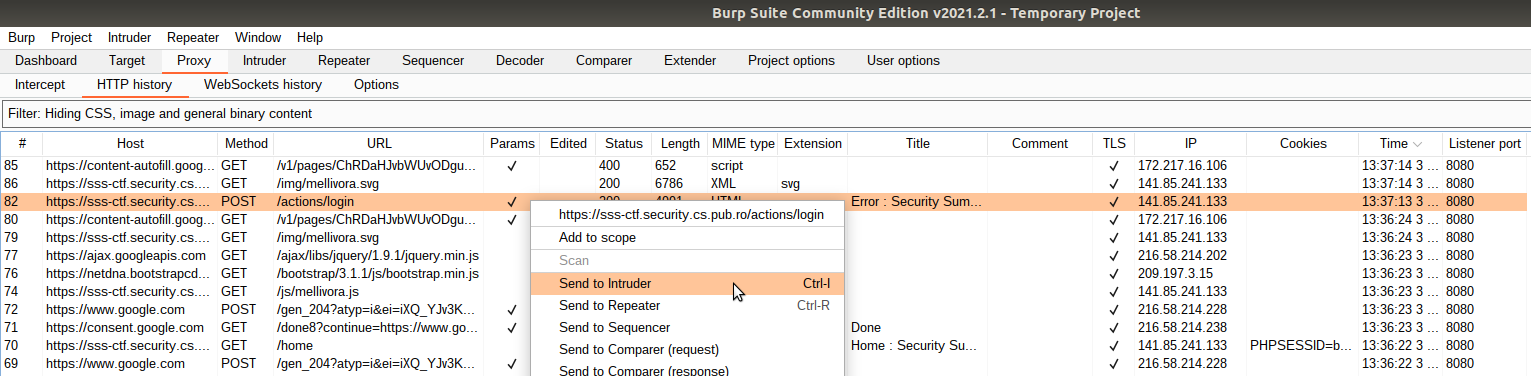 Burp Suite Community Edition v2021.2.1 - Temporary Project
Burp Project Intruder Repeater Window Help
Dashboard Target Proxy Intruder Repeater Sequencer Decoder Comparer Extender Project options User options
Intercept HTTP history WebSockets history Options
Filter: Hiding CSS, image and general binary content
# Host Method URL Params Edited Status Length MIME type Extension Title Comment TLS IP Cookies Time Listener port
85 https://content-autofill.goog... GET /v1/pages/ChRDaHJvbWUvODgu... ✓ 400 652 script ✓ 172.217.16.106 13:37:14 3 ... 8080
86 https://sss-ctf.security.cs.... GET /img/mellivora.svg 200 6786 XML svg ✓ 141.85.241.133 13:37:14 3 ... 8080
82 https://sss-ctf.security.cs.... POST /actions/login ✓ Error : Security Sum... ✓ 141.85.241.133 13:37:13 3 ... 8080
https://sss-ctf.security.cs.pub.ro/actions/login
80 https://content-autofill.goog... GET /v1/pages/ChRDaHJvbWUvODgu... ✓ ✓ 172.217.16.106 13:36:24 3 ... 8080
79 https://sss-ctf.security.cs.... GET /img/mellivora.svg Add to scope ✓ 141.85.241.133 13:36:24 3 ... 8080
77 https://ajax.googleapis.com GET /ajax/libs/jquery/1.9.1/jquery.min.js Scan ✓ 216.58.214.202 13:36:23 3 ... 8080
76 https://netdna.bootstrapcd... GET /bootstrap/3.1.1/js/bootstrap.min.js ✓ 209.197.3.15 13:36:23 3 ... 8080
Send to Intruder Ctrl-I
74 https://sss-ctf.security.cs.... GET /js/mellivora.js ✓ 141.85.241.133 13:36:23 3 ... 8080
72 https://www.google.com POST /gen_204?atyp=i&ei=iXQ_YJv3K... ✓ Send to Repeater Ctrl-R ✓ 216.58.214.228 13:36:23 3 ... 8080
71 https://consent.google.com GET /done8?continue=https://www.go... ✓ Send to Sequencer Done ✓ 216.58.214.238 13:36:23 3 ... 8080
70 https://sss-ctf.security.cs.... GET /home Send to Comparer (request) Home : Security Su... ✓ 141.85.241.133 PHPSESSID=b... 13:36:22 3 ... 8080
69 https://www.google.com POST /gen_204?atyp=i&ei=iXQ_YJv3K... ✓ Send to Comparer (response) ✓ 216.58.214.228 13:36:22 3 ... 8080